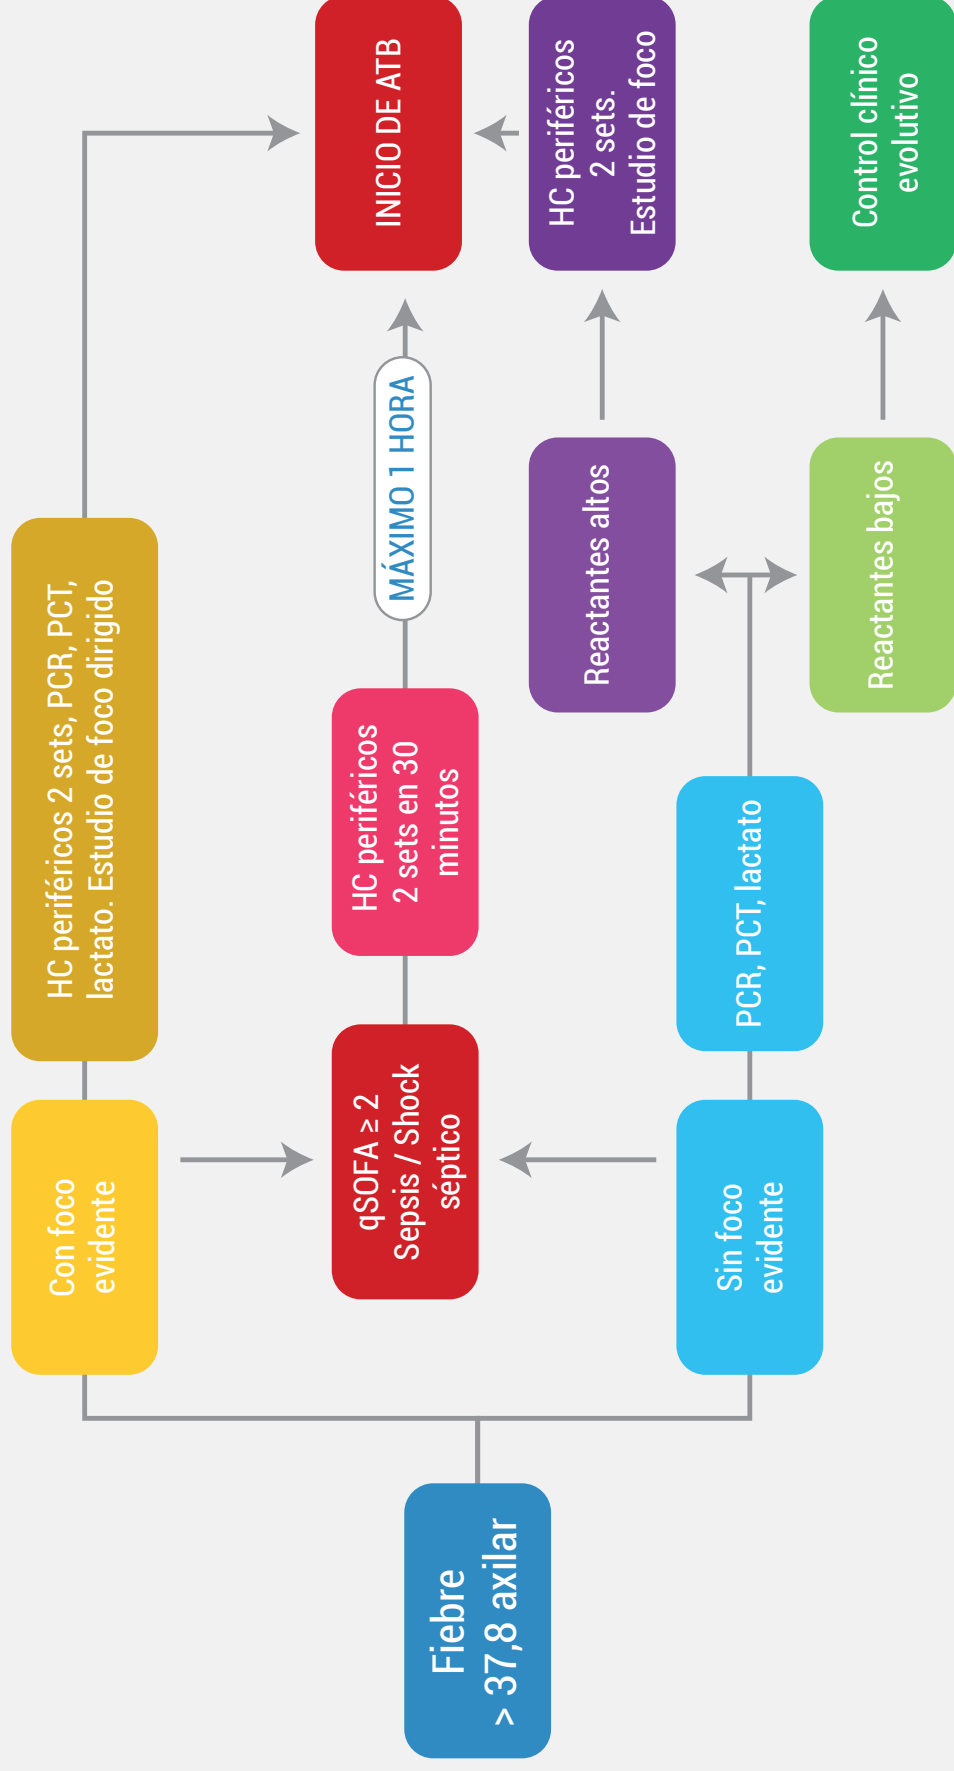 Fiebre
> 37,8 axilar
Con foco
evidente
HC periféricos 2 sets, PCR, PCT,
lactato. Estudio de foco dirigido
qSOFA ≥ 2
Sepsis / Shock
séptico
HC periféricos
2 sets en 30
minutos
MÁXIMO 1 HORA
INICIO DE ATB
Sin foco
evidente
PCR, PCT, lactato
Reactantes altos
HC periféricos
2 sets.
Estudio de foco
Reactantes bajos
Control clínico
evolutivo